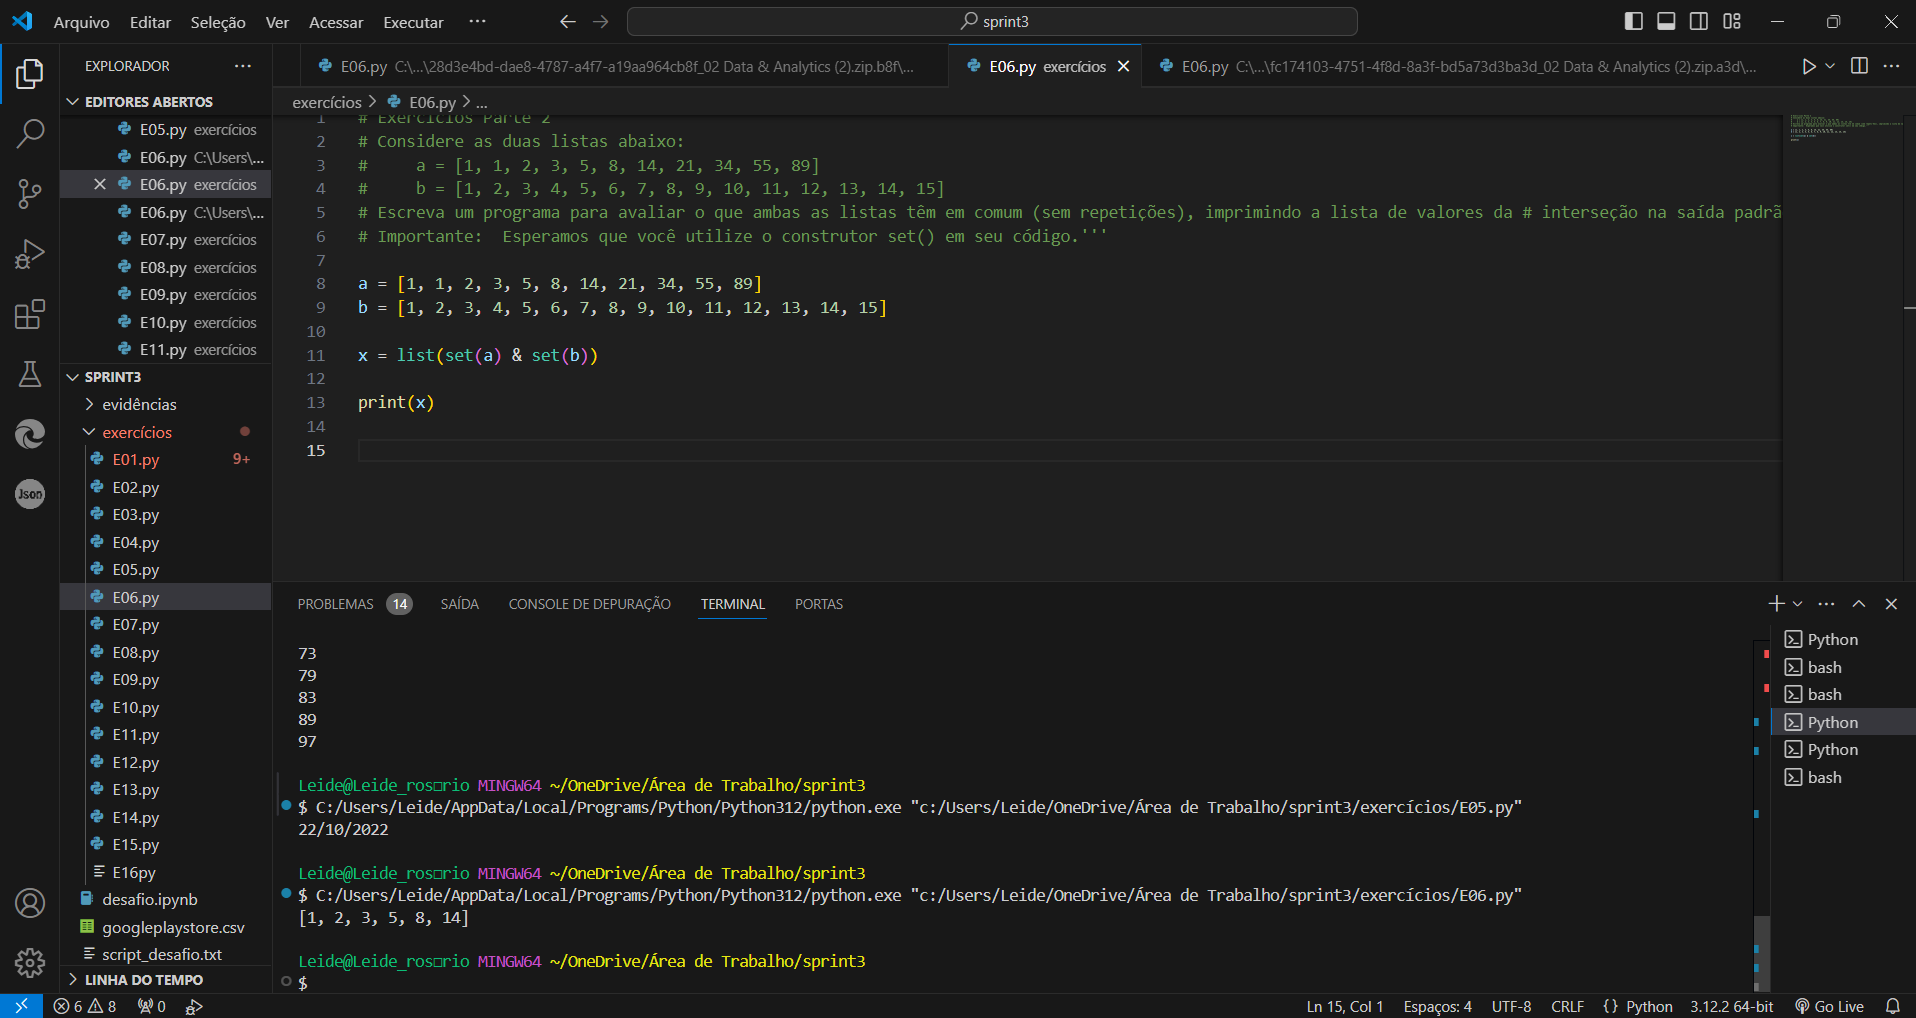 Arquivo Editar Seleção Ver Acessar Executar ··· sprint3
EXPLORADOR ···
EDITORES ABERTOS
E05.py exercícios
E06.py C:\Users\...
E06.py exercícios
E06.py C:\Users\...
E07.py exercícios
E08.py exercícios
E09.py exercícios
E10.py exercícios
E11.py exercícios
SPRINT3
evidências
exercícios
E01.py 9+
E02.py
E03.py
E04.py
E05.py
E06.py
E07.py
E08.py
E09.py
E10.py
E11.py
E12.py
E13.py
E14.py
E15.py
E16py
desafio.ipynb
googleplaystore.csv
script_desafio.txt
LINHA DO TEMPO
Json
E06.py C:\...\28d3e4bd-dae8-4787-a4f7-a19aa964cb8f_02 Data & Analytics (2).zip.b8f\... E06.py exercícios E06.py C:\...\fc174103-4751-4f8d-8a3f-bd5a73d3ba3d_02 Data & Analytics (2).zip.a3d\...
exercícios > E06.py > ...
1 # Exercícios Parte 2
2 # Considere as duas listas abaixo:
3 #     a = [1, 1, 2, 3, 5, 8, 14, 21, 34, 55, 89]
4 #     b = [1, 2, 3, 4, 5, 6, 7, 8, 9, 10, 11, 12, 13, 14, 15]
5 # Escreva um programa para avaliar o que ambas as listas têm em comum (sem repetições), imprimindo a lista de valores da # interseção na saída padrã
6 # Importante:  Esperamos que você utilize o construtor set() em seu código.'''
7
8 a = [1, 1, 2, 3, 5, 8, 14, 21, 34, 55, 89]
9 b = [1, 2, 3, 4, 5, 6, 7, 8, 9, 10, 11, 12, 13, 14, 15]
10
11 x = list(set(a) & set(b))
12
13 print(x)
14
15
PROBLEMAS 14 SAÍDA CONSOLE DE DEPURAÇÃO TERMINAL PORTAS
73
79
83
89
97
Leide@Leide_ros□rio MINGW64 ~/OneDrive/Área de Trabalho/sprint3
$ C:/Users/Leide/AppData/Local/Programs/Python/Python312/python.exe "c:/Users/Leide/OneDrive/Área de Trabalho/sprint3/exercícios/E05.py"
22/10/2022
Leide@Leide_ros□rio MINGW64 ~/OneDrive/Área de Trabalho/sprint3
$ C:/Users/Leide/AppData/Local/Programs/Python/Python312/python.exe "c:/Users/Leide/OneDrive/Área de Trabalho/sprint3/exercícios/E06.py"
[1, 2, 3, 5, 8, 14]
Leide@Leide_ros□rio MINGW64 ~/OneDrive/Área de Trabalho/sprint3
$
Python
bash
bash
Python
Python
bash
6 8 0 Ln 15, Col 1 Espaços: 4 UTF-8 CRLF {} Python 3.12.2 64-bit Go Live